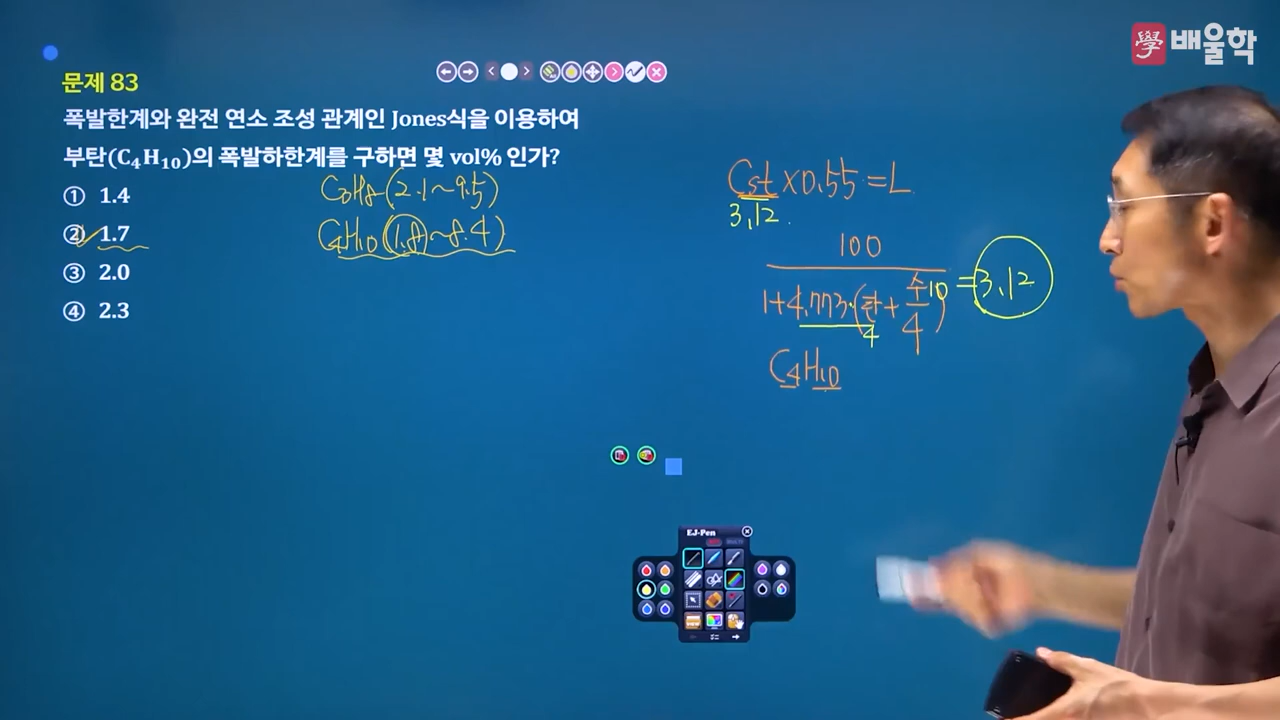 學 배울학
문제 83
폭발한계와 완전 연소 조성 관계인 Jones식을 이용하여
부탄(C₄H₁₀)의 폭발하한계를 구하면 몇 vol% 인가?
① 1.4
② 1.7
③ 2.0
④ 2.3
C₃H₈(2.1~9.5)
C₄H₁₀(1.8~8.4)
Cst×0.55=L
3.12
100
1+4.773·(탄+수/4) =3.12
4 10
C₄H₁₀
EJ-Pen